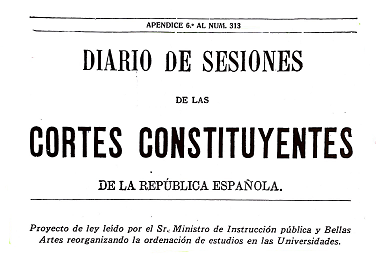 APENDICE 6.º AL NUM 313
DIARIO DE SESIONES
DE LAS
CORTES CONSTITUYENTES
DE LA REPÚBLICA ESPAÑOLA.
Proyecto de ley leído por el Sr. Ministro de Instrucción pública y Bellas
Artes reorganizando la ordenación de estudios en las Universidades.